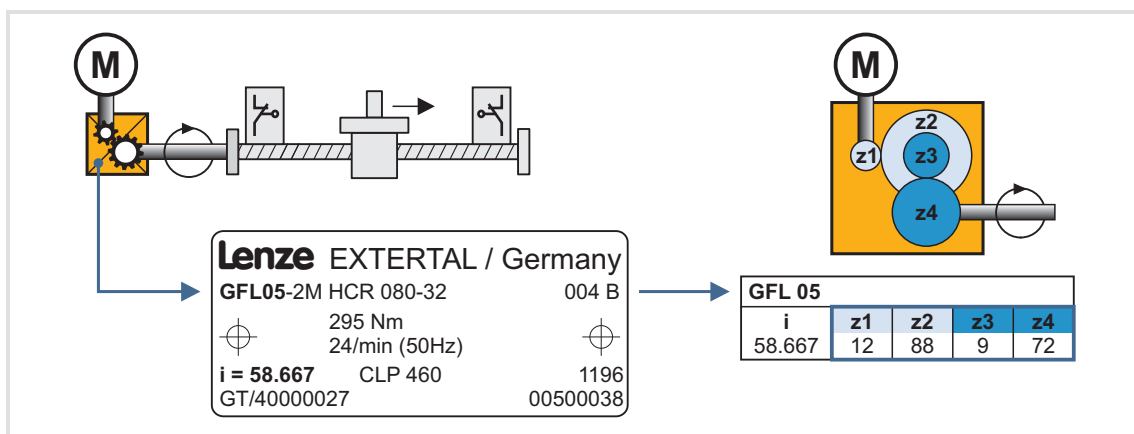 M
Lenze EXTERTAL / Germany
GFL05-2M HCR 080-32 004 B
295 Nm
24/min (50Hz)
i = 58.667 CLP 460 1196
GT/40000027 00500038
M
z2
z1 z3
z4
GFL 05
i z1 z2 z3 z4
58.667 12 88 9 72